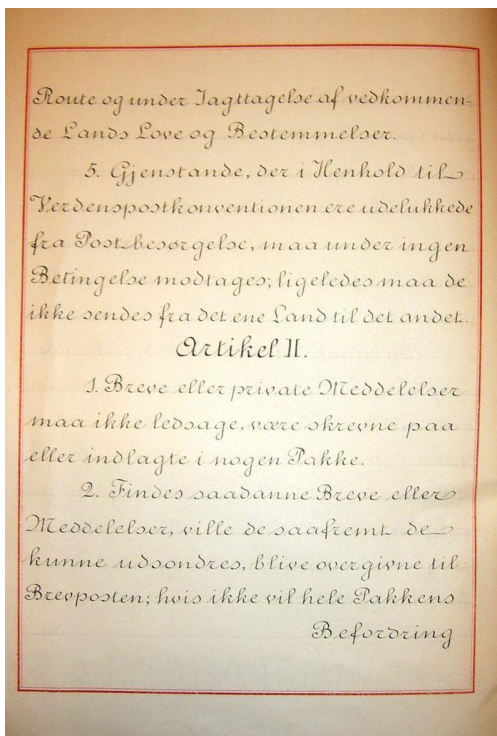 Route og under Iagttagelse af vedkommen-
de Lands Love og Bestemmelser.
5. Gjenstande, der i Henhold til
Verdenspostkonventionen ere udelukkede
fra Post besørgelse, maa under ingen
Betingelse modtages; ligeledes maa de
ikke sendes fra det ene Land til det andet.
Artikel II.
1. Breve eller private Meddelelser
maa ikke ledsage, være skrevne paa
eller indlagte i nogen Pakke.
2. Findes saadanne Breve eller
Meddelelser, ville de saafremt de
kunne udsondres, blive overgivne til
Brevposten; hvis ikke vil hele Pakkens
Befordring